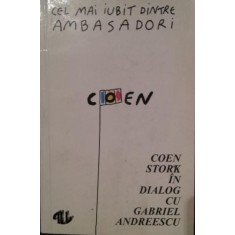 CEL MAI IUBIT DINTRE
AMBASADORI
COEN
COEN
STORK
ÎN
DIALOG
CU
GABRIEL
ANDREESCU